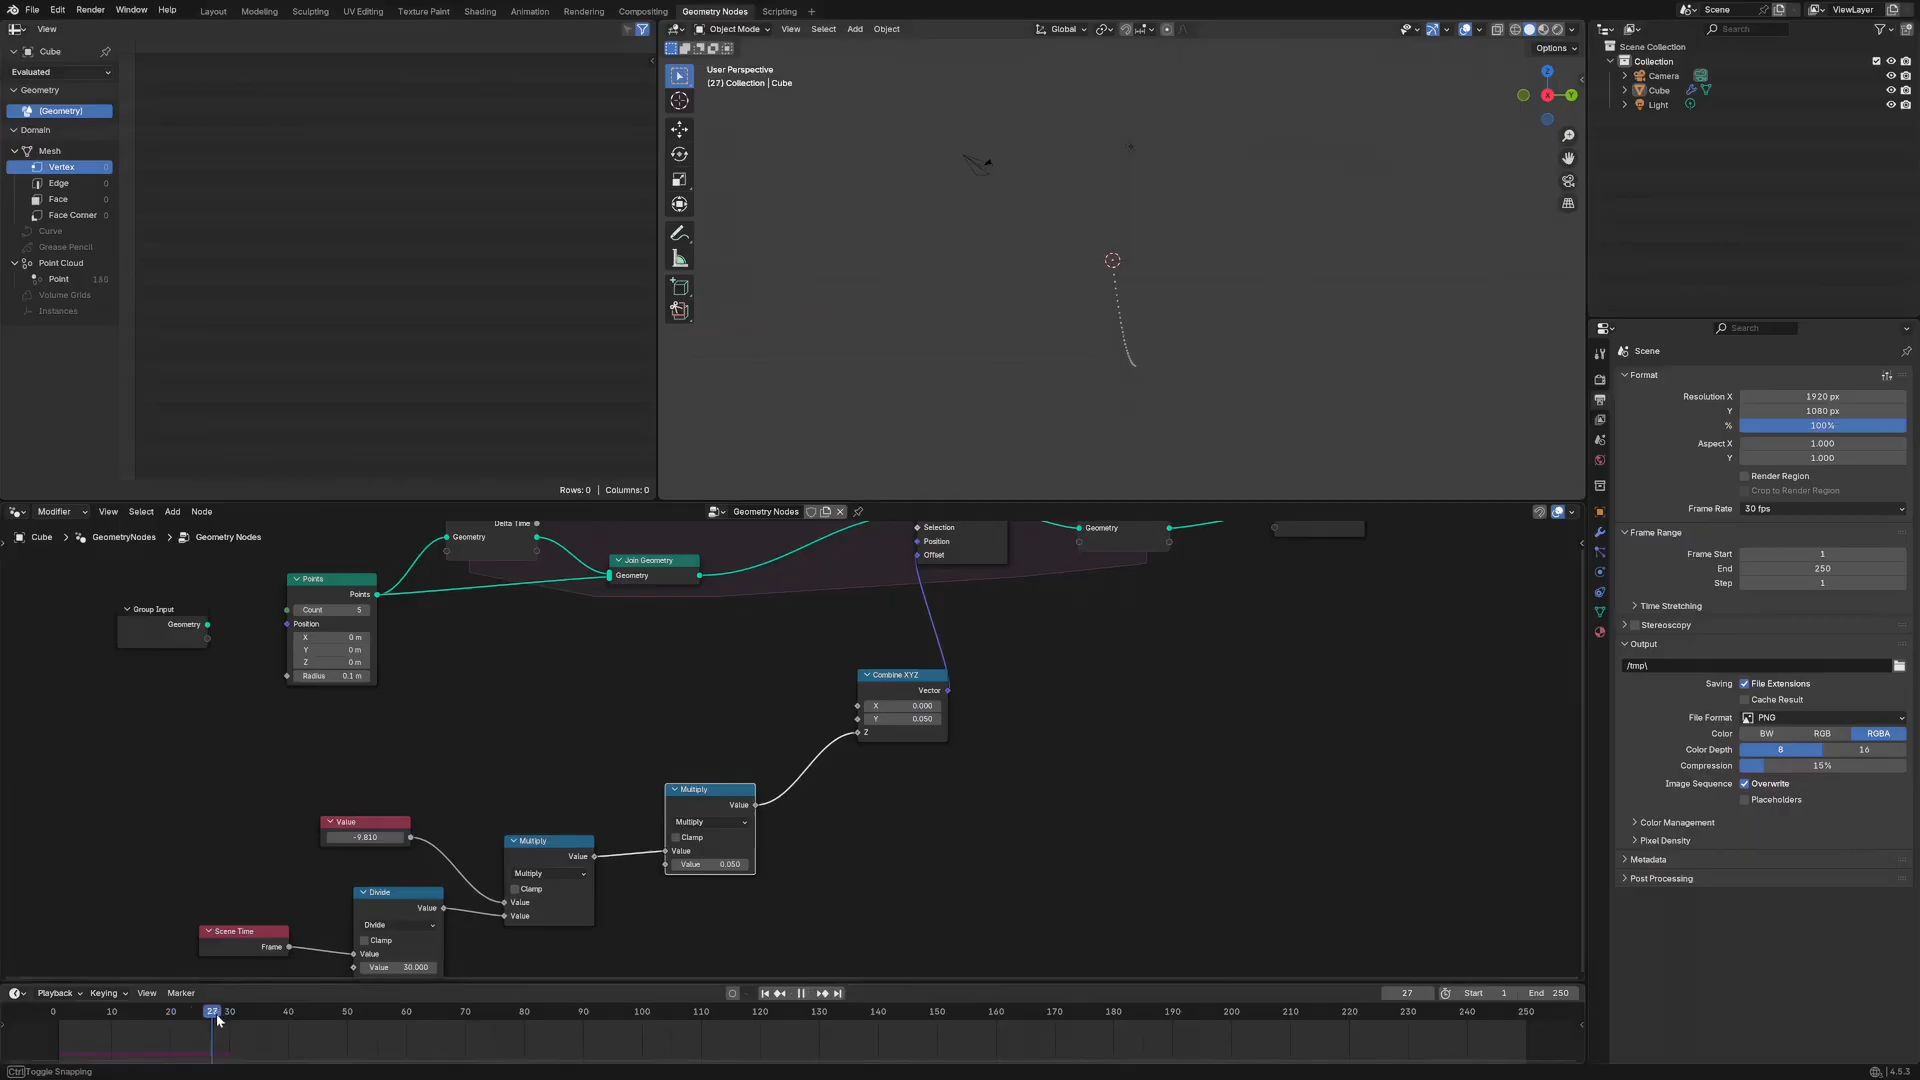 File Edit Render Window Help Layout Modeling Sculpting UV Editing Texture Paint Shading Animation Rendering Compositing Geometry Nodes Scripting + Scene ViewLayer
View
Object Mode View Select Add Object Global
Search
Options
Cube
Evaluated
Geometry
(Geometry)
Domain
Mesh
Vertex 0
Edge 0
Face 0
Face Corner 0
Curve
Grease Pencil
Point Cloud
Point
Volume Grids
Instances
Rows: 0 | Columns: 0
User Perspective
(27) Collection | Cube
Z
X
Y
Scene Collection
Collection
Camera
Cube
Light
Modifier View Select Add Node Geometry Nodes
Cube > GeometryNodes > Geometry Nodes
Delta Time
Geometry
Join Geometry
Geometry
Selection
Position
Offset
Geometry
Points
Points
Count 5
Position
X 0 m
Y 0 m
Z 0 m
Radius 0.1 m
Group Input
Geometry
Combine XYZ
Vector
X 0.000
Y 0.050
Z
Multiply
Value
Multiply
Clamp
Value
Value 0.050
Value
-9.810
Multiply
Value
Multiply
Clamp
Value
Value
Divide
Value
Divide
Clamp
Value
Value 30.000
Scene Time
Frame
Search
Scene
Format
Resolution X 1920 px
Y 1080 px
% 100%
Aspect X 1.000
Y 1.000
Render Region
Crop to Render Region
Frame Rate 30 fps
Frame Range
Frame Start 1
End 250
Step 1
Time Stretching
Stereoscopy
Output
/tmp\
Saving File Extensions
Cache Result
File Format PNG
Color BW RGB RGBA
Color Depth 8 16
Compression 15%
Image Sequence Overwrite
Placeholders
Color Management
Pixel Density
Metadata
Post Processing
Playback Keying View Marker 27 Start 1 End 250
0 10 20 27 30 40 50 60 70 80 90 100 110 120 130 140 150 160 170 180 190 200 210 220 230 240 250
Ctrl Toggle Snapping
4.5.3